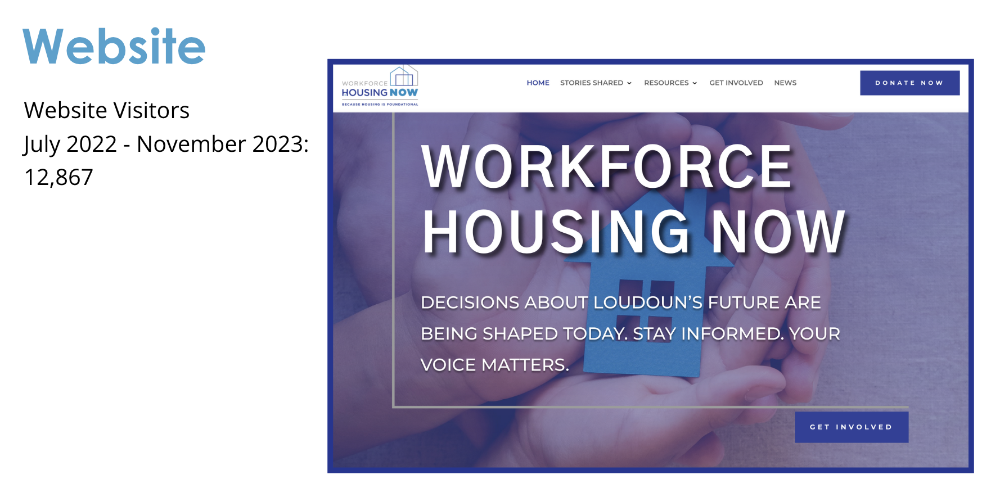 Website
Website Visitors
July 2022 - November 2023:
12,867
WORKFORCE
HOUSING NOW
BECAUSE HOUSING IS FOUNDATIONAL
HOME STORIES SHARED RESOURCES GET INVOLVED NEWS
DONATE NOW
WORKFORCE
HOUSING NOW
DECISIONS ABOUT LOUDOUN’S FUTURE ARE
BEING SHAPED TODAY. STAY INFORMED. YOUR
VOICE MATTERS.
GET INVOLVED